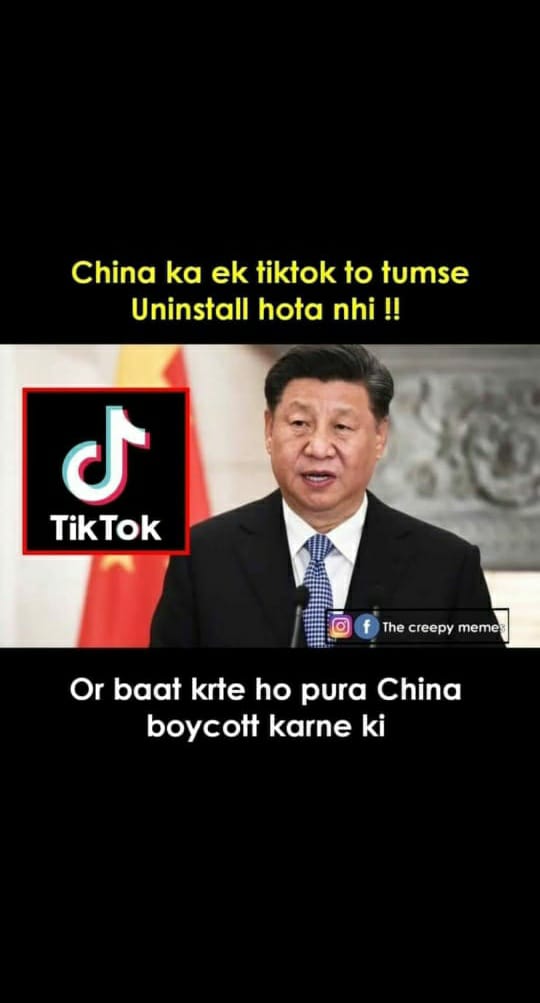 China ka ek tiktok to tumse
Uninstall hota nhi !!
TikTok
The creepy memes
Or baat krte ho pura China
boycott karne ki